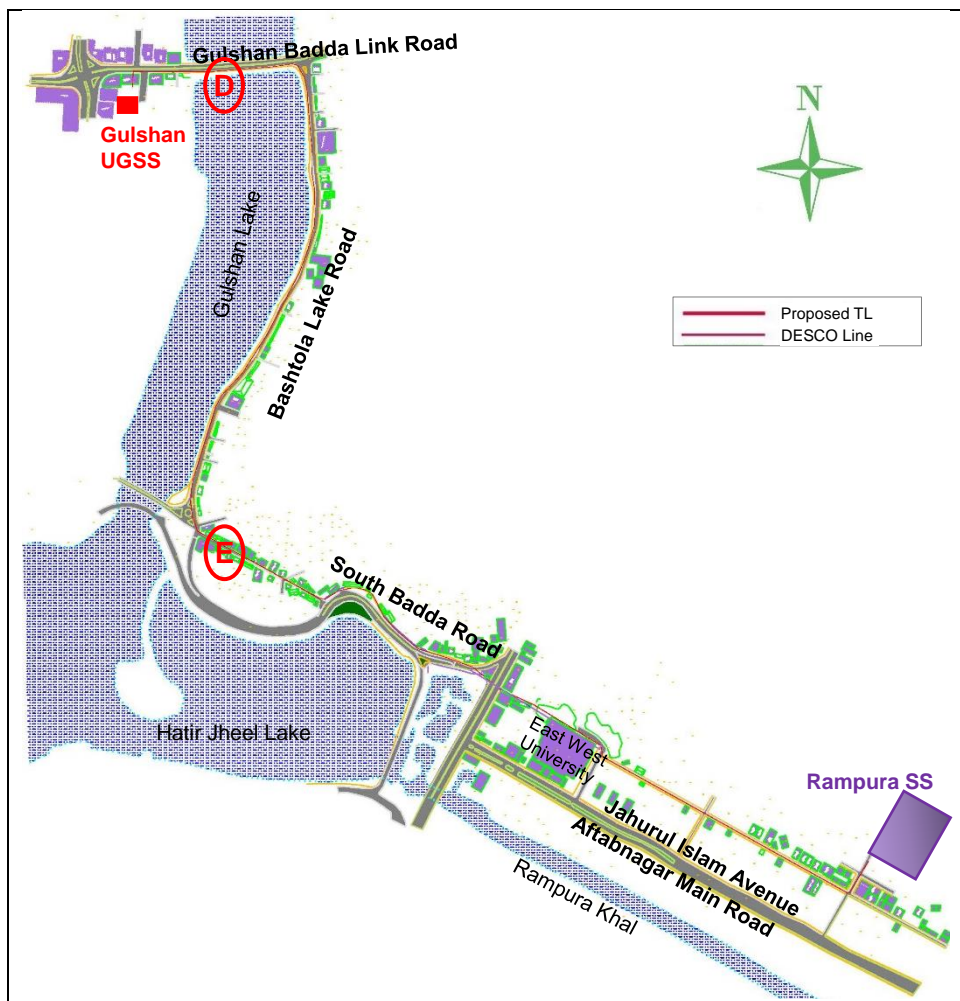 Gulshan Badda Link Road
D
Gulshan
UGSS
N
Gulshan Lake
Bashtola Lake Road
Proposed TL
DESCO Line
E
South Badda Road
Hatir Jheel Lake
East West
University
Rampura SS
Jahurul Islam Avenue
Aftabnagar Main Road
Rampura Khal